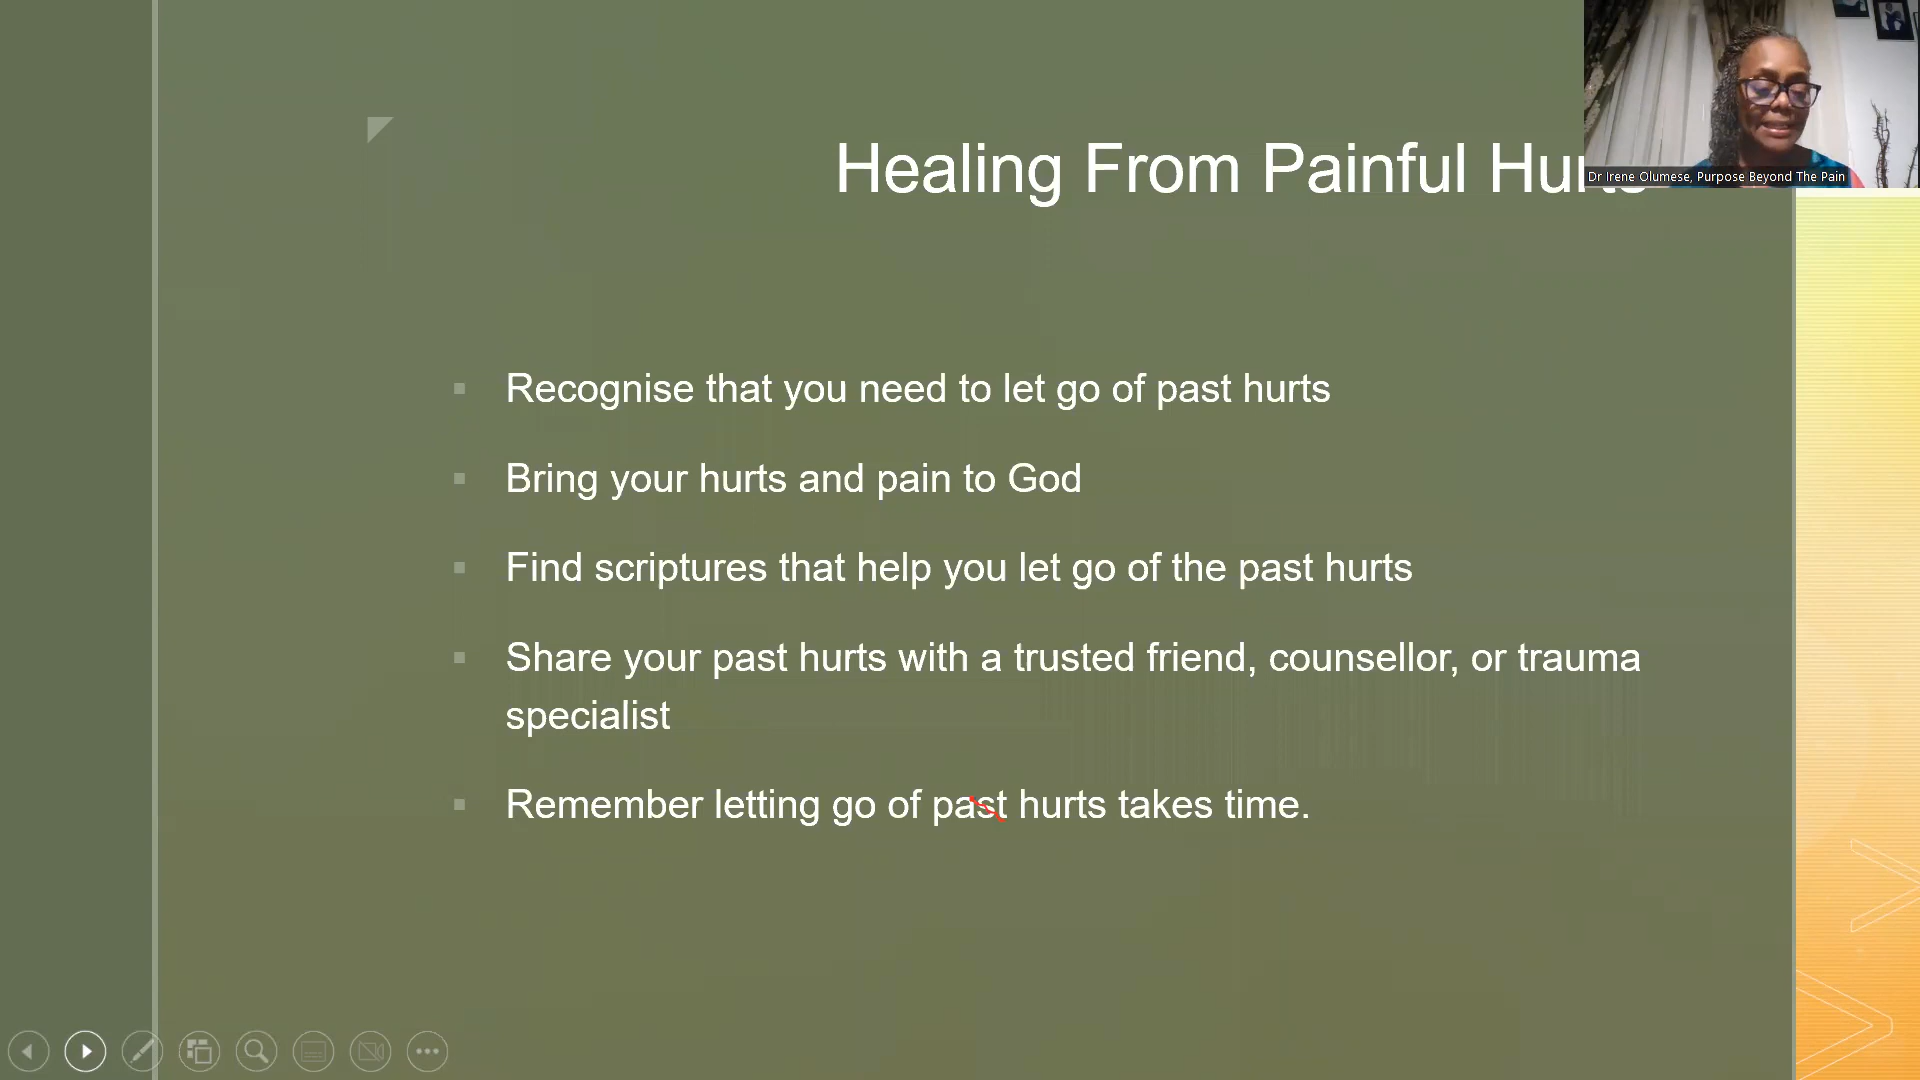 Healing From Painful Hurts
Dr Irene Olumese, Purpose Beyond The Pain
Recognise that you need to let go of past hurts
Bring your hurts and pain to God
Find scriptures that help you let go of the past hurts
Share your past hurts with a trusted friend, counsellor, or trauma
specialist
Remember letting go of past hurts takes time.